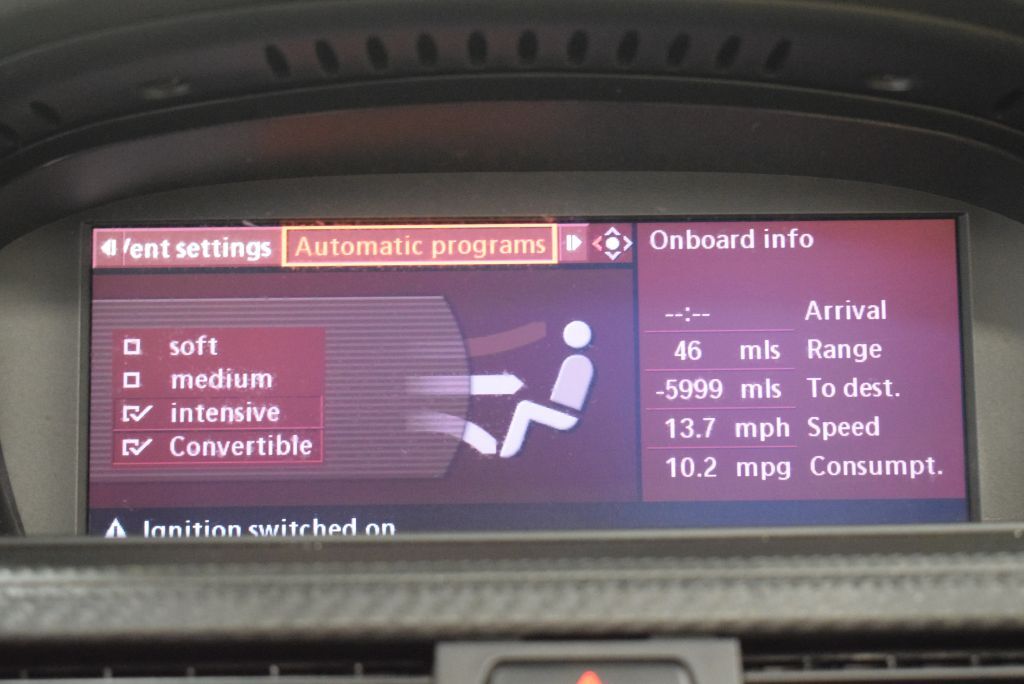 settings Automatic programs
soft
medium
intensive
Convertible
Ignition switched on
Onboard info
--:-- Arrival
46 mls Range
-5999 mls To dest.
13.7 mph Speed
10.2 mpg Consumpt.